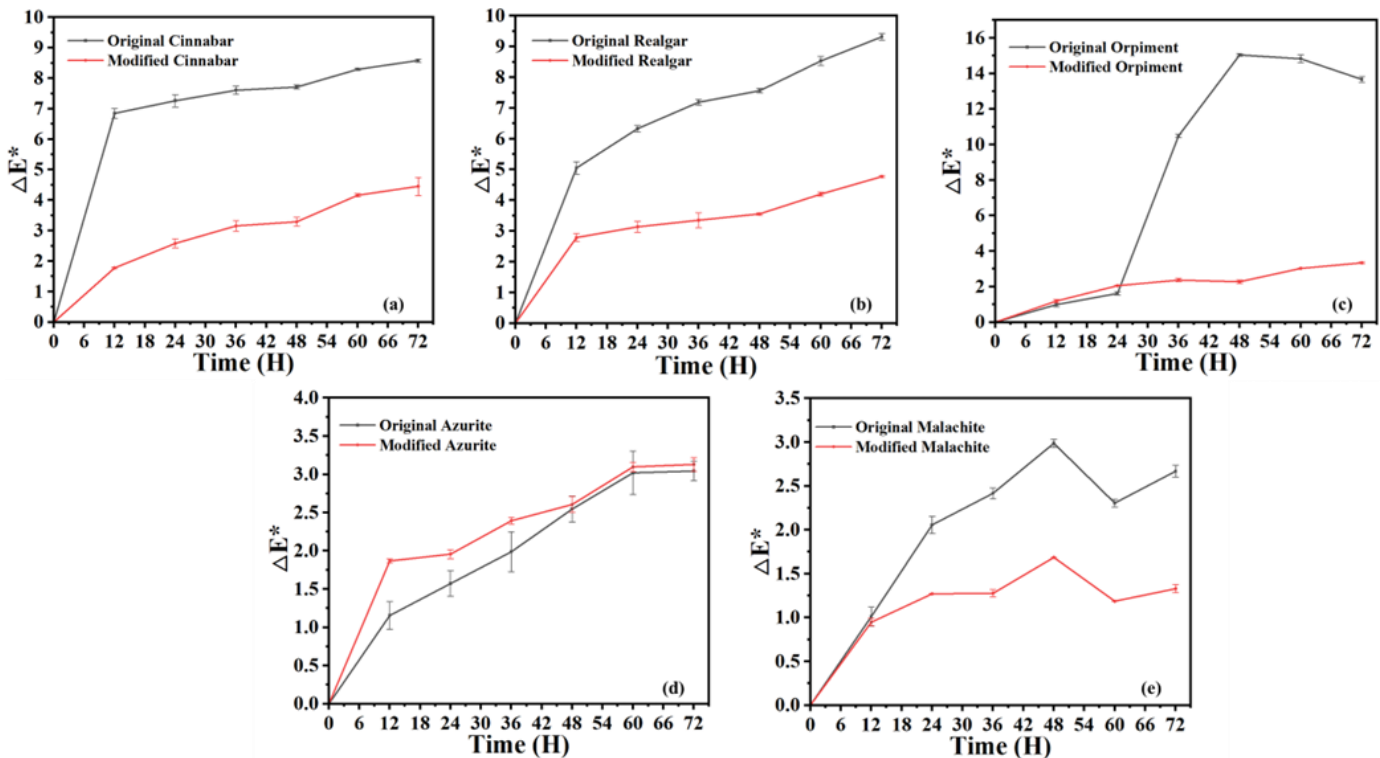 10
9
8
7
6
5
4
3
2
1
0
△E*
Original Cinnabar
Modified Cinnabar
(a)
0 6 12 18 24 30 36 42 48 54 60 66 72
Time (H)
10
9
8
7
6
5
4
3
2
1
0
△E*
Original Realgar
Modified Realgar
(b)
0 6 12 18 24 30 36 42 48 54 60 66 72
Time (H)
16
14
12
10
8
6
4
2
0
△E*
Original Orpiment
Modified Orpiment
(c)
0 6 12 18 24 30 36 42 48 54 60 66 72
Time (H)
4.0
3.5
3.0
2.5
2.0
1.5
1.0
0.5
0.0
△E*
Original Azurite
Modified Azurite
(d)
0 6 12 18 24 30 36 42 48 54 60 66 72
Time (H)
3.5
3.0
2.5
2.0
1.5
1.0
0.5
0.0
△E*
Original Malachite
Modified Malachite
(e)
0 6 12 18 24 30 36 42 48 54 60 66 72
Time (H)